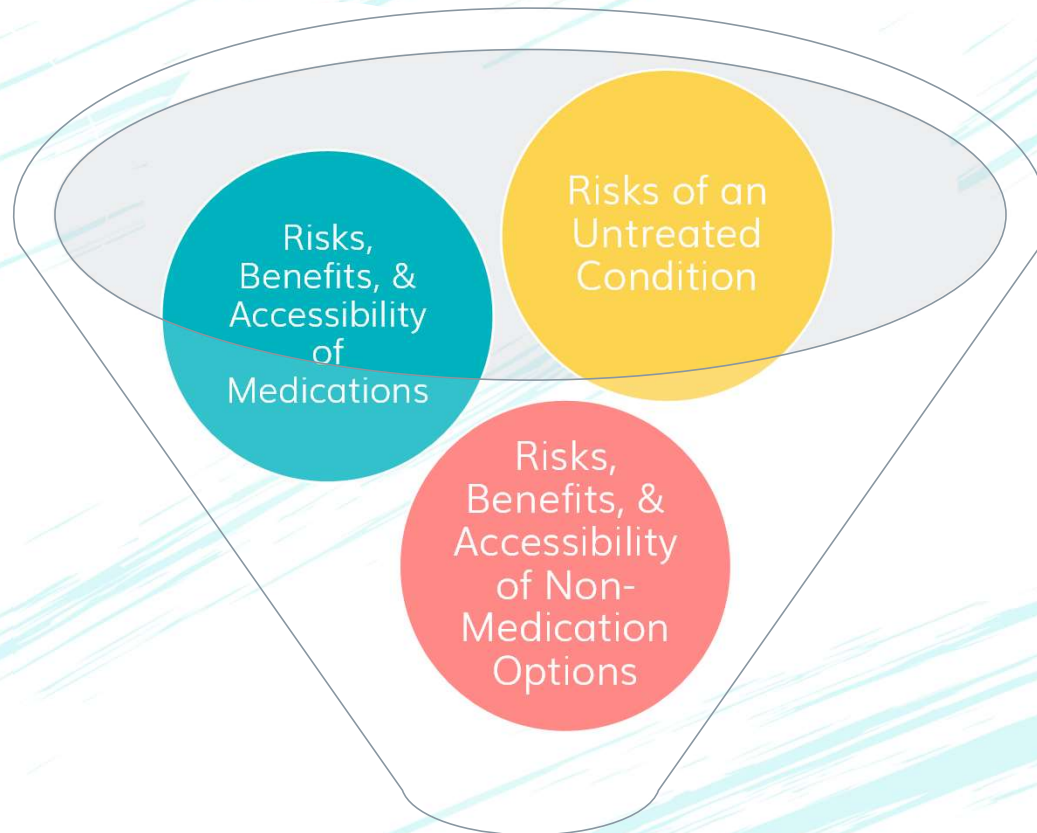 Risks,
Benefits, &
Accessibility
of
Medications
Risks of an
Untreated
Condition
Risks,
Benefits, &
Accessibility
of Non-
Medication
Options